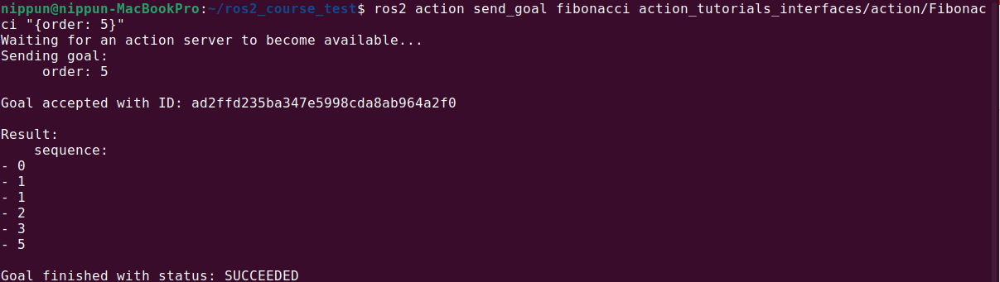 nippun@nippun-MacBookPro:~/ros2_course_test$ ros2 action send_goal fibonacci action_tutorials_interfaces/action/Fibonac
ci "{order: 5}"
Waiting for an action server to become available...
Sending goal:
     order: 5
Goal accepted with ID: ad2ffd235ba347e5998cda8ab964a2f0
Result:
    sequence:
- 0
- 1
- 1
- 2
- 3
- 5
Goal finished with status: SUCCEEDED